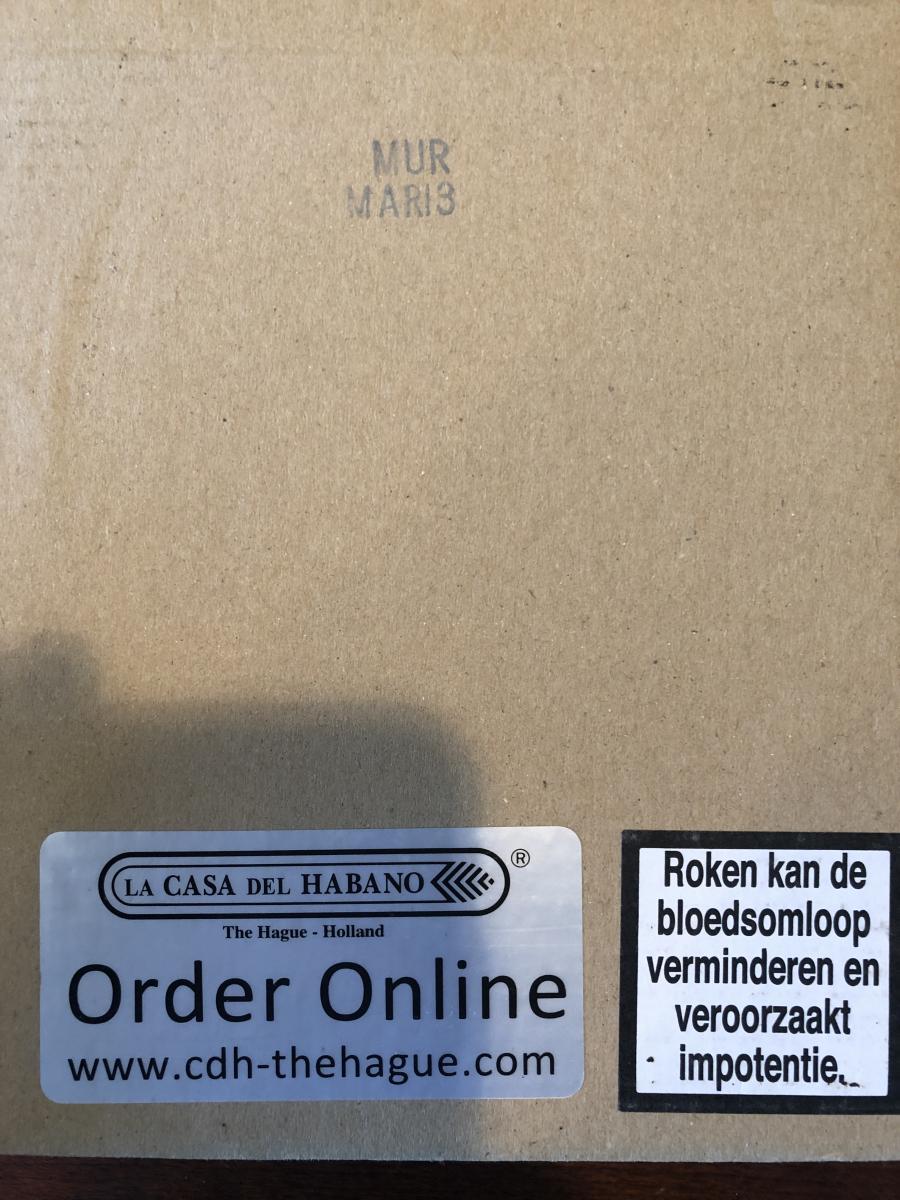 MUR
MAR13
LA CASA DEL HABANO ®
The Hague - Holland
Order Online
www.cdh-thehague.com
Roken kan de
bloedsomloop
verminderen en
veroorzaakt
impotentie.